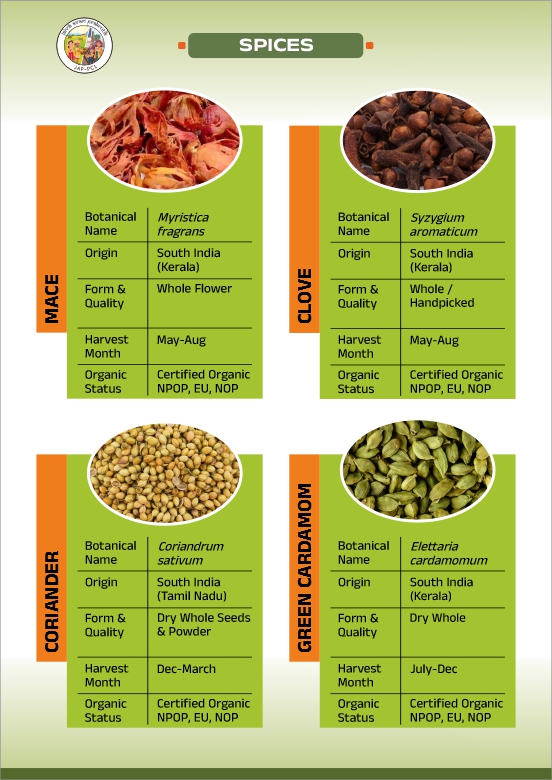 JAP-PCL
SPICES
MACE
Botanical Name
Myristica fragrans
Origin
South India (Kerala)
Form & Quality
Whole Flower
Harvest Month
May-Aug
Organic Status
Certified Organic NPOP, EU, NOP
CLOVE
Botanical Name
Syzygium aromaticum
Origin
South India (Kerala)
Form & Quality
Whole / Handpicked
Harvest Month
May-Aug
Organic Status
Certified Organic NPOP, EU, NOP
CORIANDER
Botanical Name
Coriandrum sativum
Origin
South India (Tamil Nadu)
Form & Quality
Dry Whole Seeds & Powder
Harvest Month
Dec-March
Organic Status
Certified Organic NPOP, EU, NOP
GREEN CARDAMOM
Botanical Name
Elettaria cardamomum
Origin
South India (Kerala)
Form & Quality
Dry Whole
Harvest Month
July-Dec
Organic Status
Certified Organic NPOP, EU, NOP